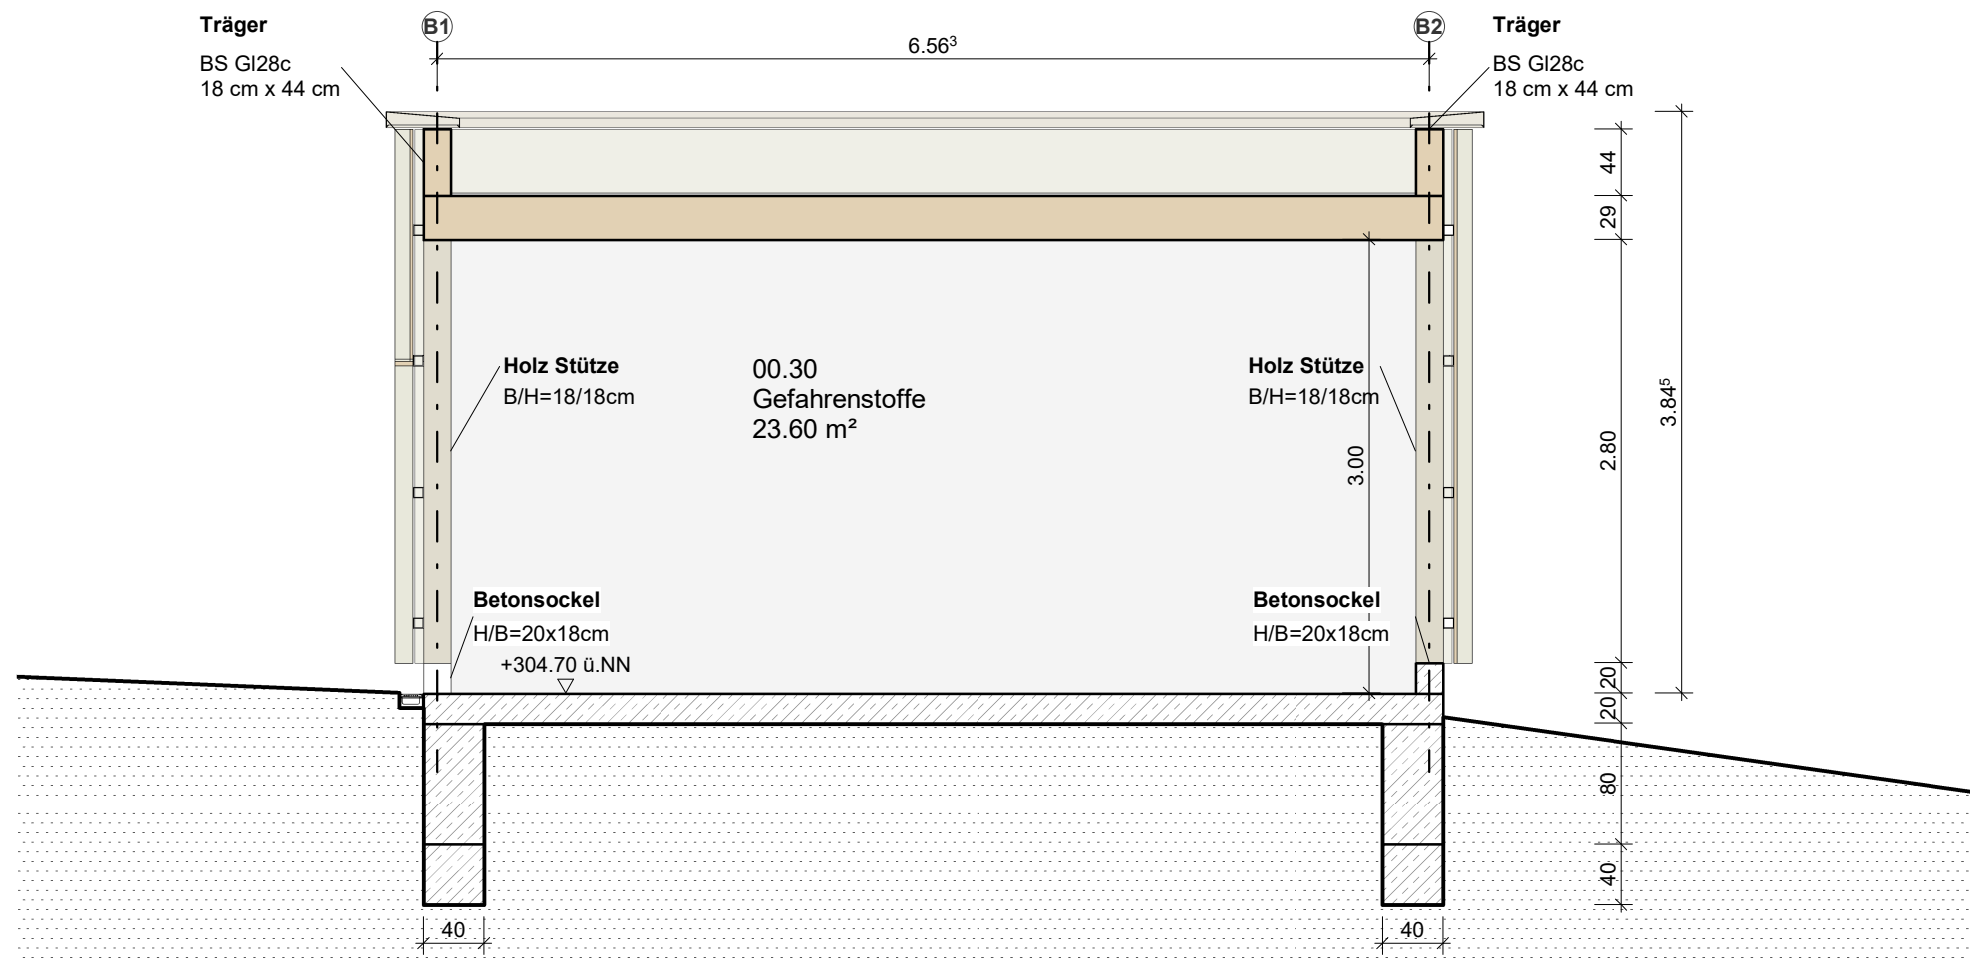 B1
B2
Träger
BS Gl28c
18 cm x 44 cm
6.56³
Träger
BS Gl28c
18 cm x 44 cm
44
29
2.80
3.84⁵
20
20
80
40
Holz Stütze
B/H=18/18cm
00.30
Gefahrenstoffe
23.60 m²
Holz Stütze
B/H=18/18cm
3.00
Betonsockel
H/B=20x18cm
+304.70 ü.NN
Betonsockel
H/B=20x18cm
40
40